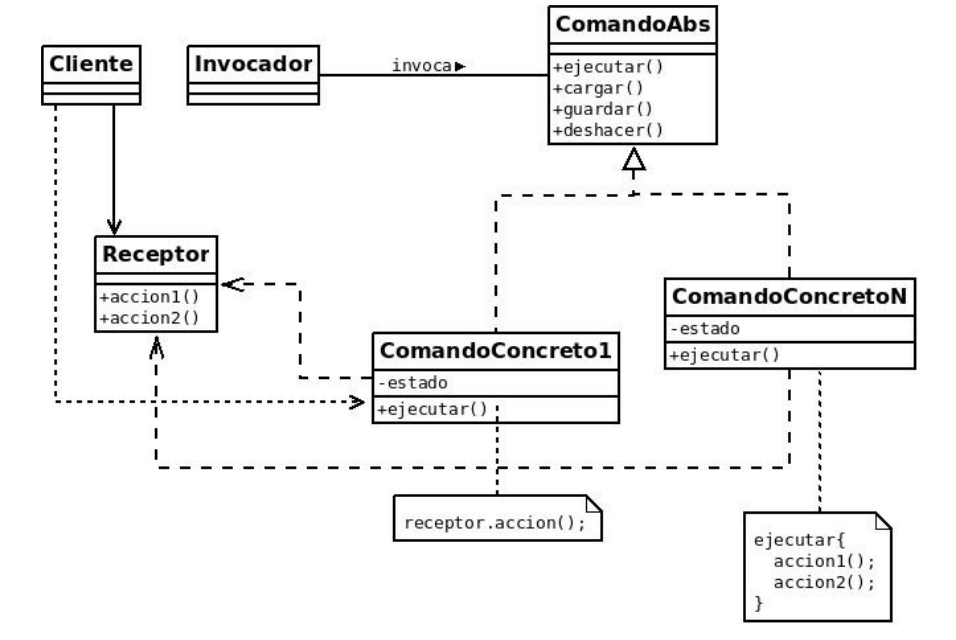 Cliente
Invocador
invoca▶
ComandoAbs
+ejecutar()
+cargar()
+guardar()
+deshacer()
Receptor
+accion1()
+accion2()
ComandoConcreto1
-estado
+ejecutar()
ComandoConcretoN
-estado
+ejecutar()
receptor.accion();
ejecutar{
accion1();
accion2();
}